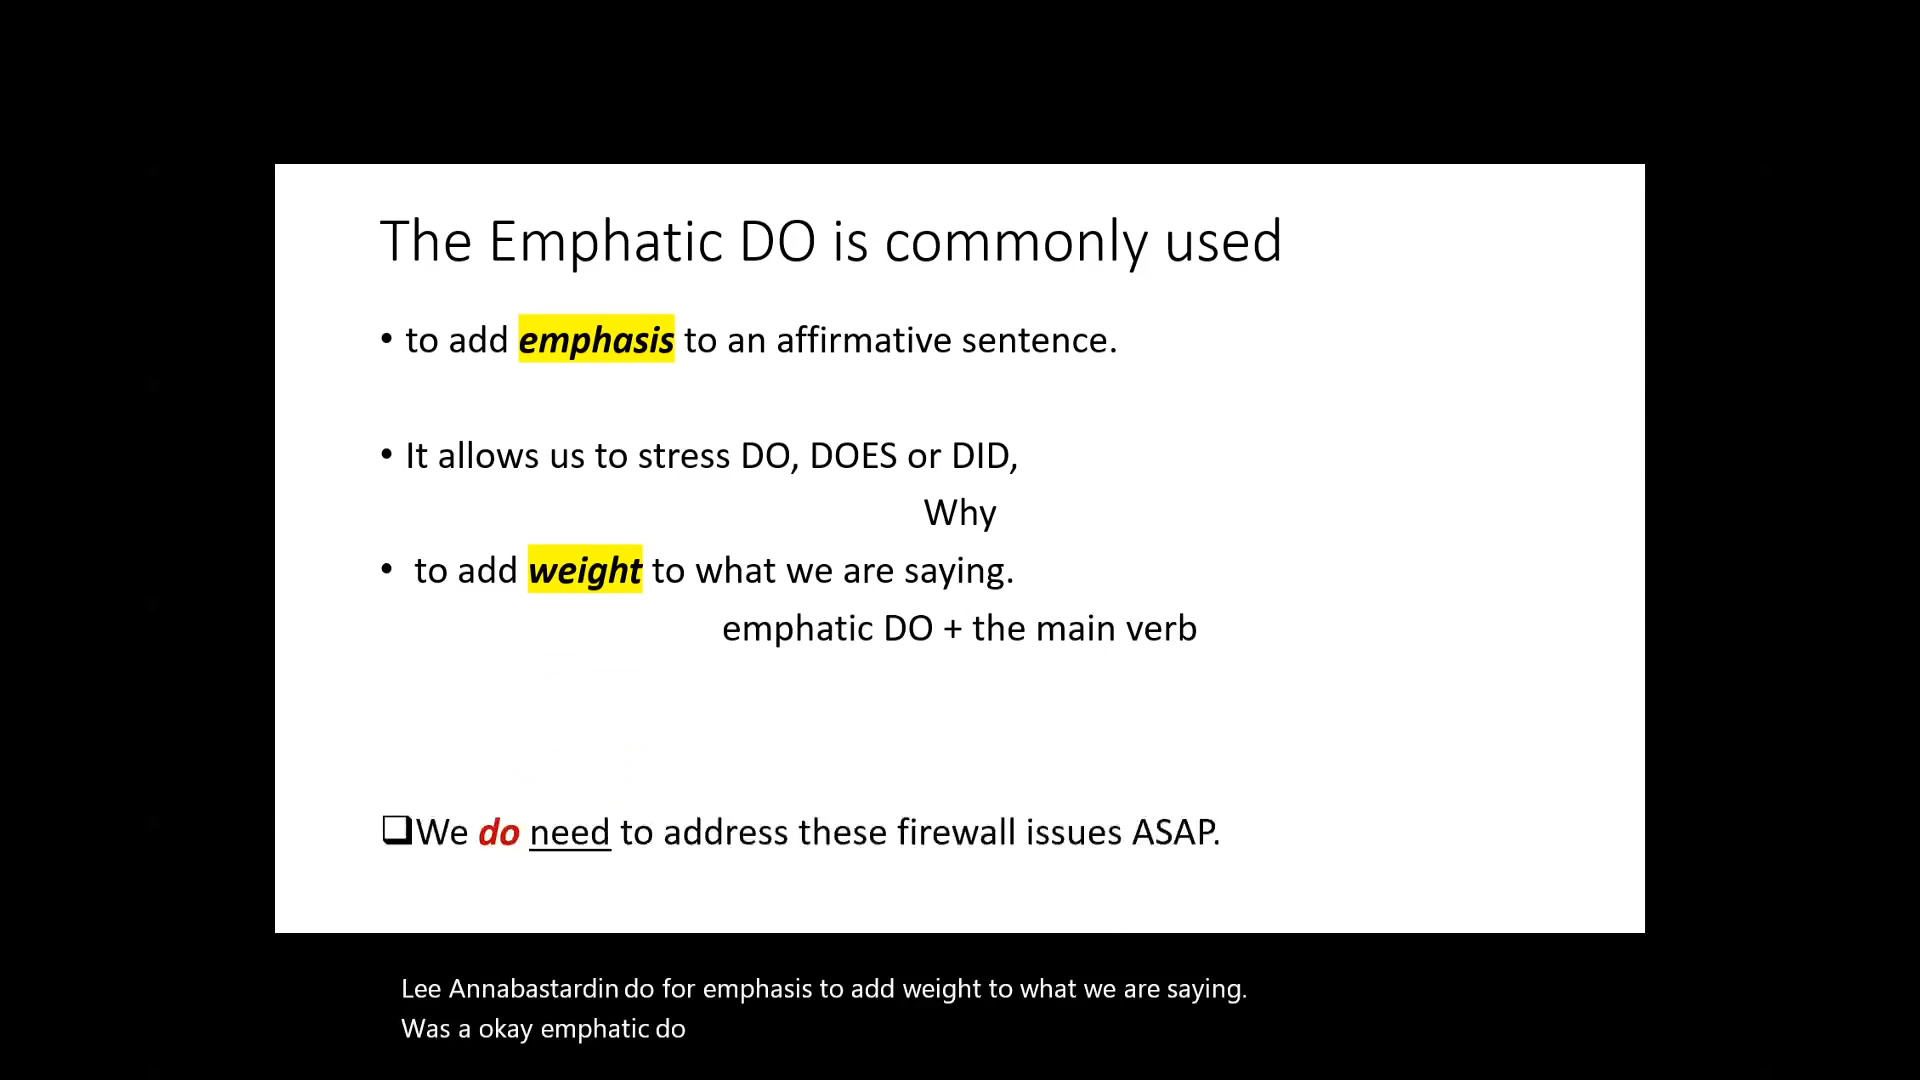 The Emphatic DO is commonly used
• to add emphasis to an affirmative sentence.
• It allows us to stress DO, DOES or DID,
Why
• to add weight to what we are saying.
emphatic DO + the main verb
❑We do need to address these firewall issues ASAP.
Lee Annabastardin do for emphasis to add weight to what we are saying.
Was a okay emphatic do